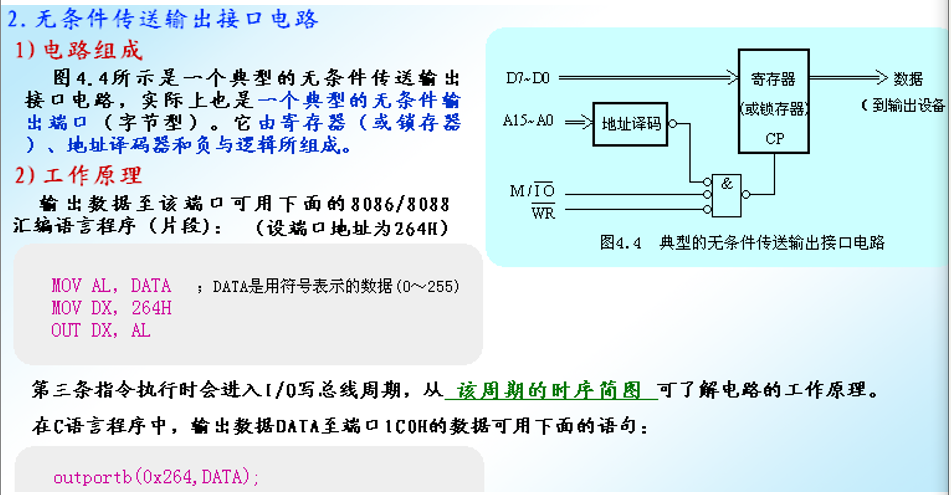 2.无条件传送输出接口电路
1)电路组成
图4.4所示是一个典型的无条件传送输出
接口电路，实际上也是一个典型的无条件输
出端口（字节型）。它由寄存器（或锁存器
）、地址译码器和负与逻辑所组成。
2)工作原理
输出数据至该端口可用下面的8086/8088
汇编语言程序（片段）：（设端口地址为264H）
MOV AL, DATA ；DATA是用符号表示的数据(0～255)
MOV DX, 264H
OUT DX, AL
D7~D0
寄存器
数据
(或锁存器)
（到输出设备
A15~A0
地址译码
CP
M/IO
&
WR
图4.4 典型的无条件传送输出接口电路
第三条指令执行时会进入I/O写总线周期，从 该周期的时序简图 可了解电路的工作原理。
在C语言程序中，输出数据DATA至端口1C0H的数据可用下面的语句：
outportb(0x264,DATA);